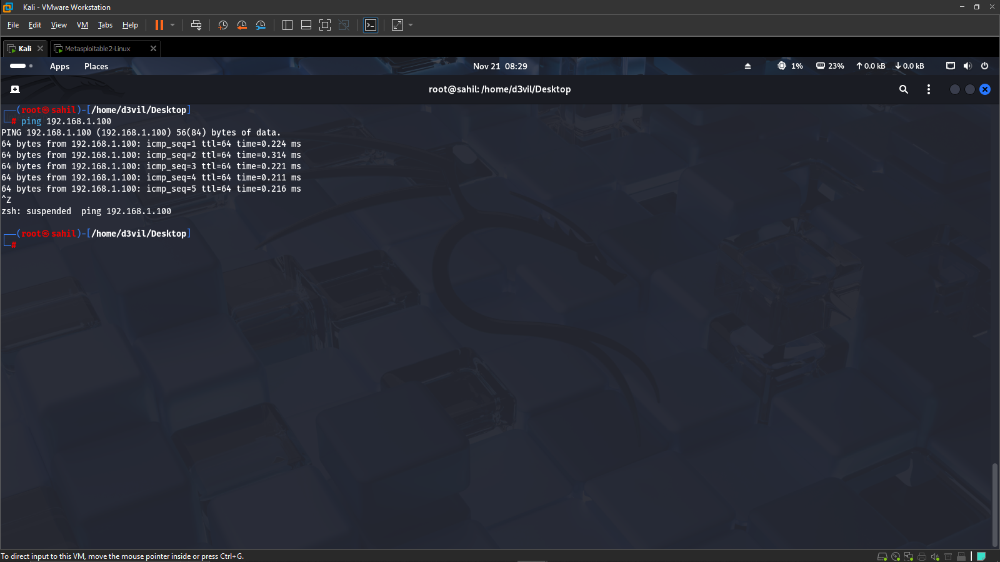 Kali - VMware Workstation
File Edit View VM Tabs Help
Kali Metasploitable2-Linux
Apps Places Nov 21 08:29 1% 23% 0.0 kB 0.0 kB
root@sahil: /home/d3vil/Desktop
(root㉿sahil)-[/home/d3vil/Desktop]
# ping 192.168.1.100
PING 192.168.1.100 (192.168.1.100) 56(84) bytes of data.
64 bytes from 192.168.1.100: icmp_seq=1 ttl=64 time=0.224 ms
64 bytes from 192.168.1.100: icmp_seq=2 ttl=64 time=0.314 ms
64 bytes from 192.168.1.100: icmp_seq=3 ttl=64 time=0.221 ms
64 bytes from 192.168.1.100: icmp_seq=4 ttl=64 time=0.211 ms
64 bytes from 192.168.1.100: icmp_seq=5 ttl=64 time=0.216 ms
^Z
zsh: suspended  ping 192.168.1.100
(root㉿sahil)-[/home/d3vil/Desktop]
#
To direct input to this VM, move the mouse pointer inside or press Ctrl+G.